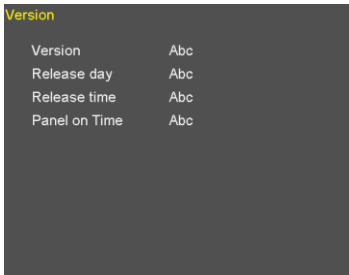 Version
Version Abc
Release day Abc
Release time Abc
Panel on Time Abc